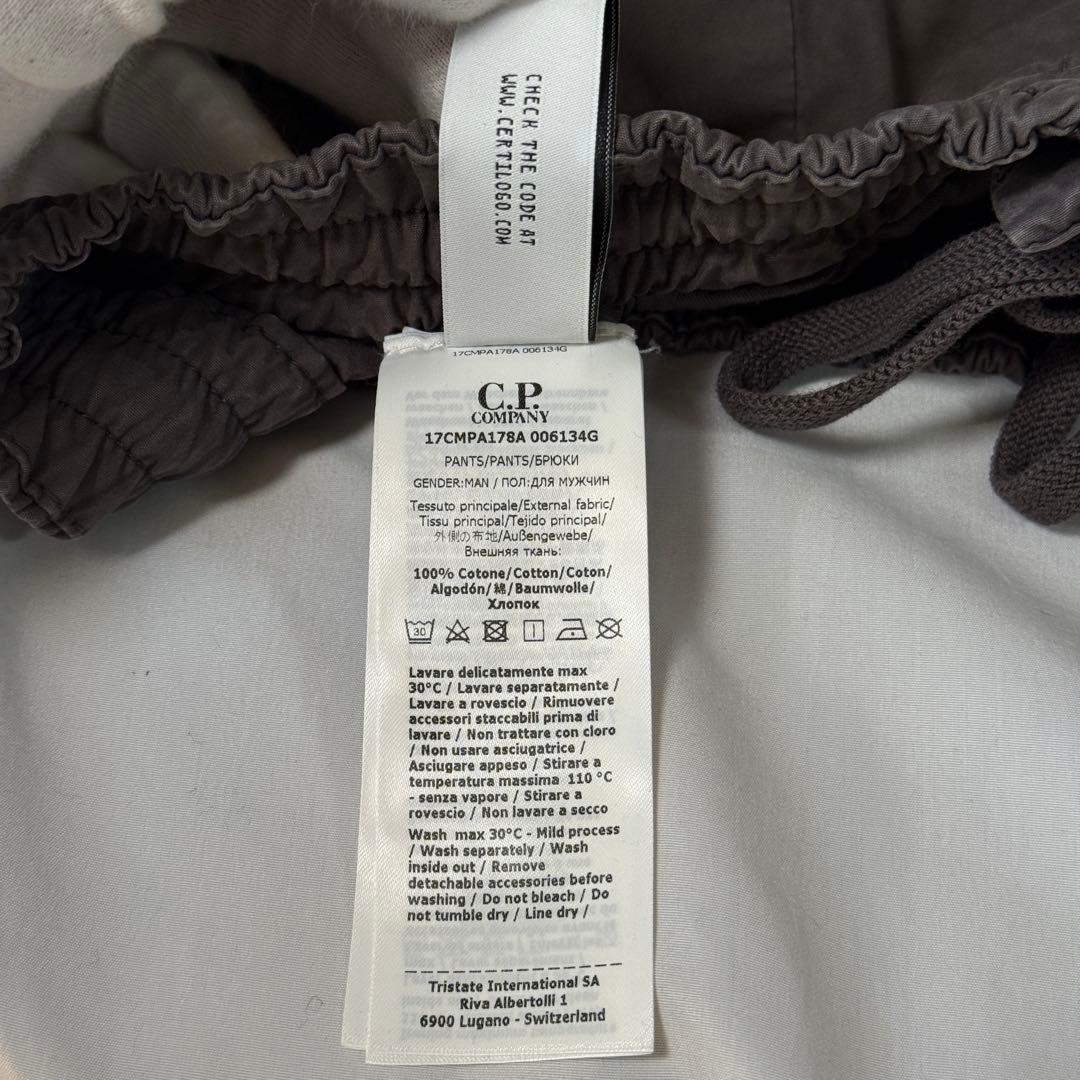 CHECK THE CODE AT
WWW.CERTILOGO.COM
17CMPA178A 006134G
C.P.
COMPANY
17CMPA178A 006134G
PANTS/PANTS/БРЮКИ
GENDER:MAN / ПОЛ:ДЛЯ МУЖЧИН
Tessuto principale/External fabric/
Tissu principal/Tejido principal/
外側の布地/Außengewebe/
Внешняя ткань:
100% Cotone/Cotton/Coton/
Algodón/綿/Baumwolle/
Хлопок
30
Lavare delicatamente max
30°C / Lavare separatamente /
Lavare a rovescio / Rimuovere
accessori staccabili prima di
lavare / Non trattare con cloro
/ Non usare asciugatrice /
Asciugare appeso / Stirare a
temperatura massima 110 °C
- senza vapore / Stirare a
rovescio / Non lavare a secco
Wash max 30°C - Mild process
/ Wash separately / Wash
inside out / Remove
detachable accessories before
washing / Do not bleach / Do
not tumble dry / Line dry /
Tristate International SA
Riva Albertolli 1
6900 Lugano - Switzerland